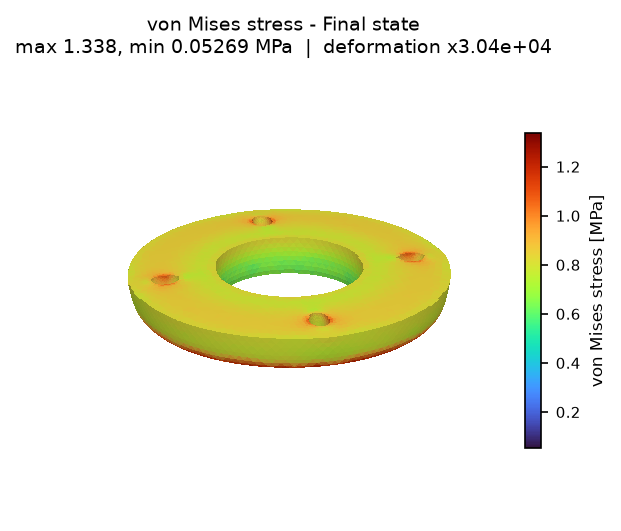 von Mises stress - Final state
max 1.338, min 0.05269 MPa  |  deformation x3.04e+04
1.2
1.0
0.8
0.6
0.4
0.2
von Mises stress [MPa]